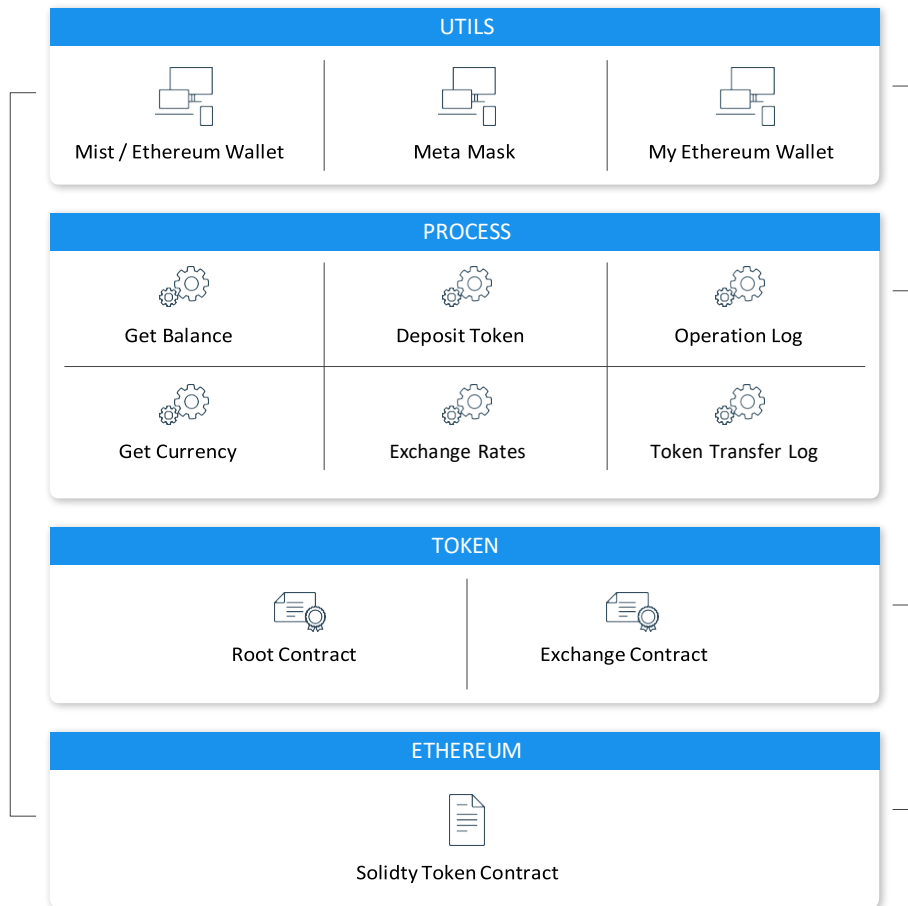 UTILS
Mist / Ethereum Wallet
Meta Mask
My Ethereum Wallet
PROCESS
Get Balance
Deposit Token
Operation Log
Get Currency
Exchange Rates
Token Transfer Log
TOKEN
Root Contract
Exchange Contract
ETHEREUM
Solidty Token Contract